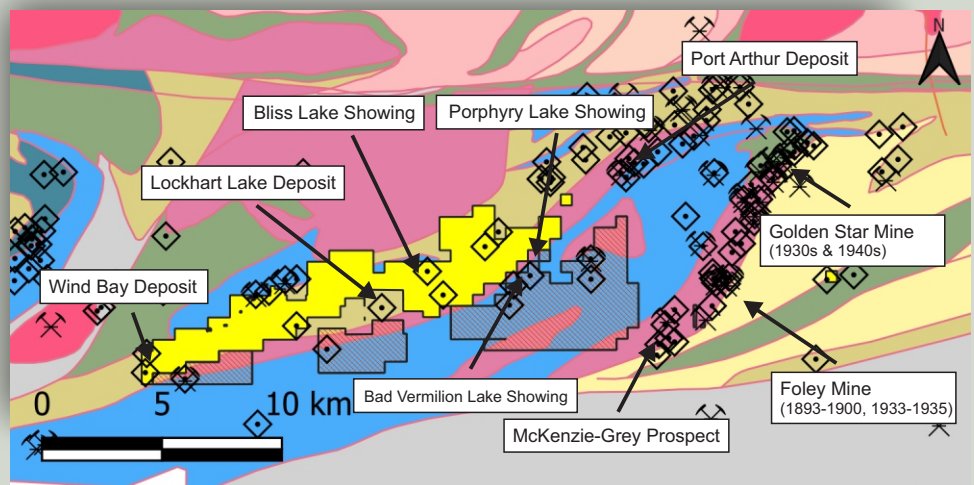 N
Port Arthur Deposit
Bliss Lake Showing
Porphyry Lake Showing
Lockhart Lake Deposit
Golden Star Mine
(1930s & 1940s)
Wind Bay Deposit
Foley Mine
(1893-1900, 1933-1935)
Bad Vermilion Lake Showing
McKenzie-Grey Prospect
0 5 10 km